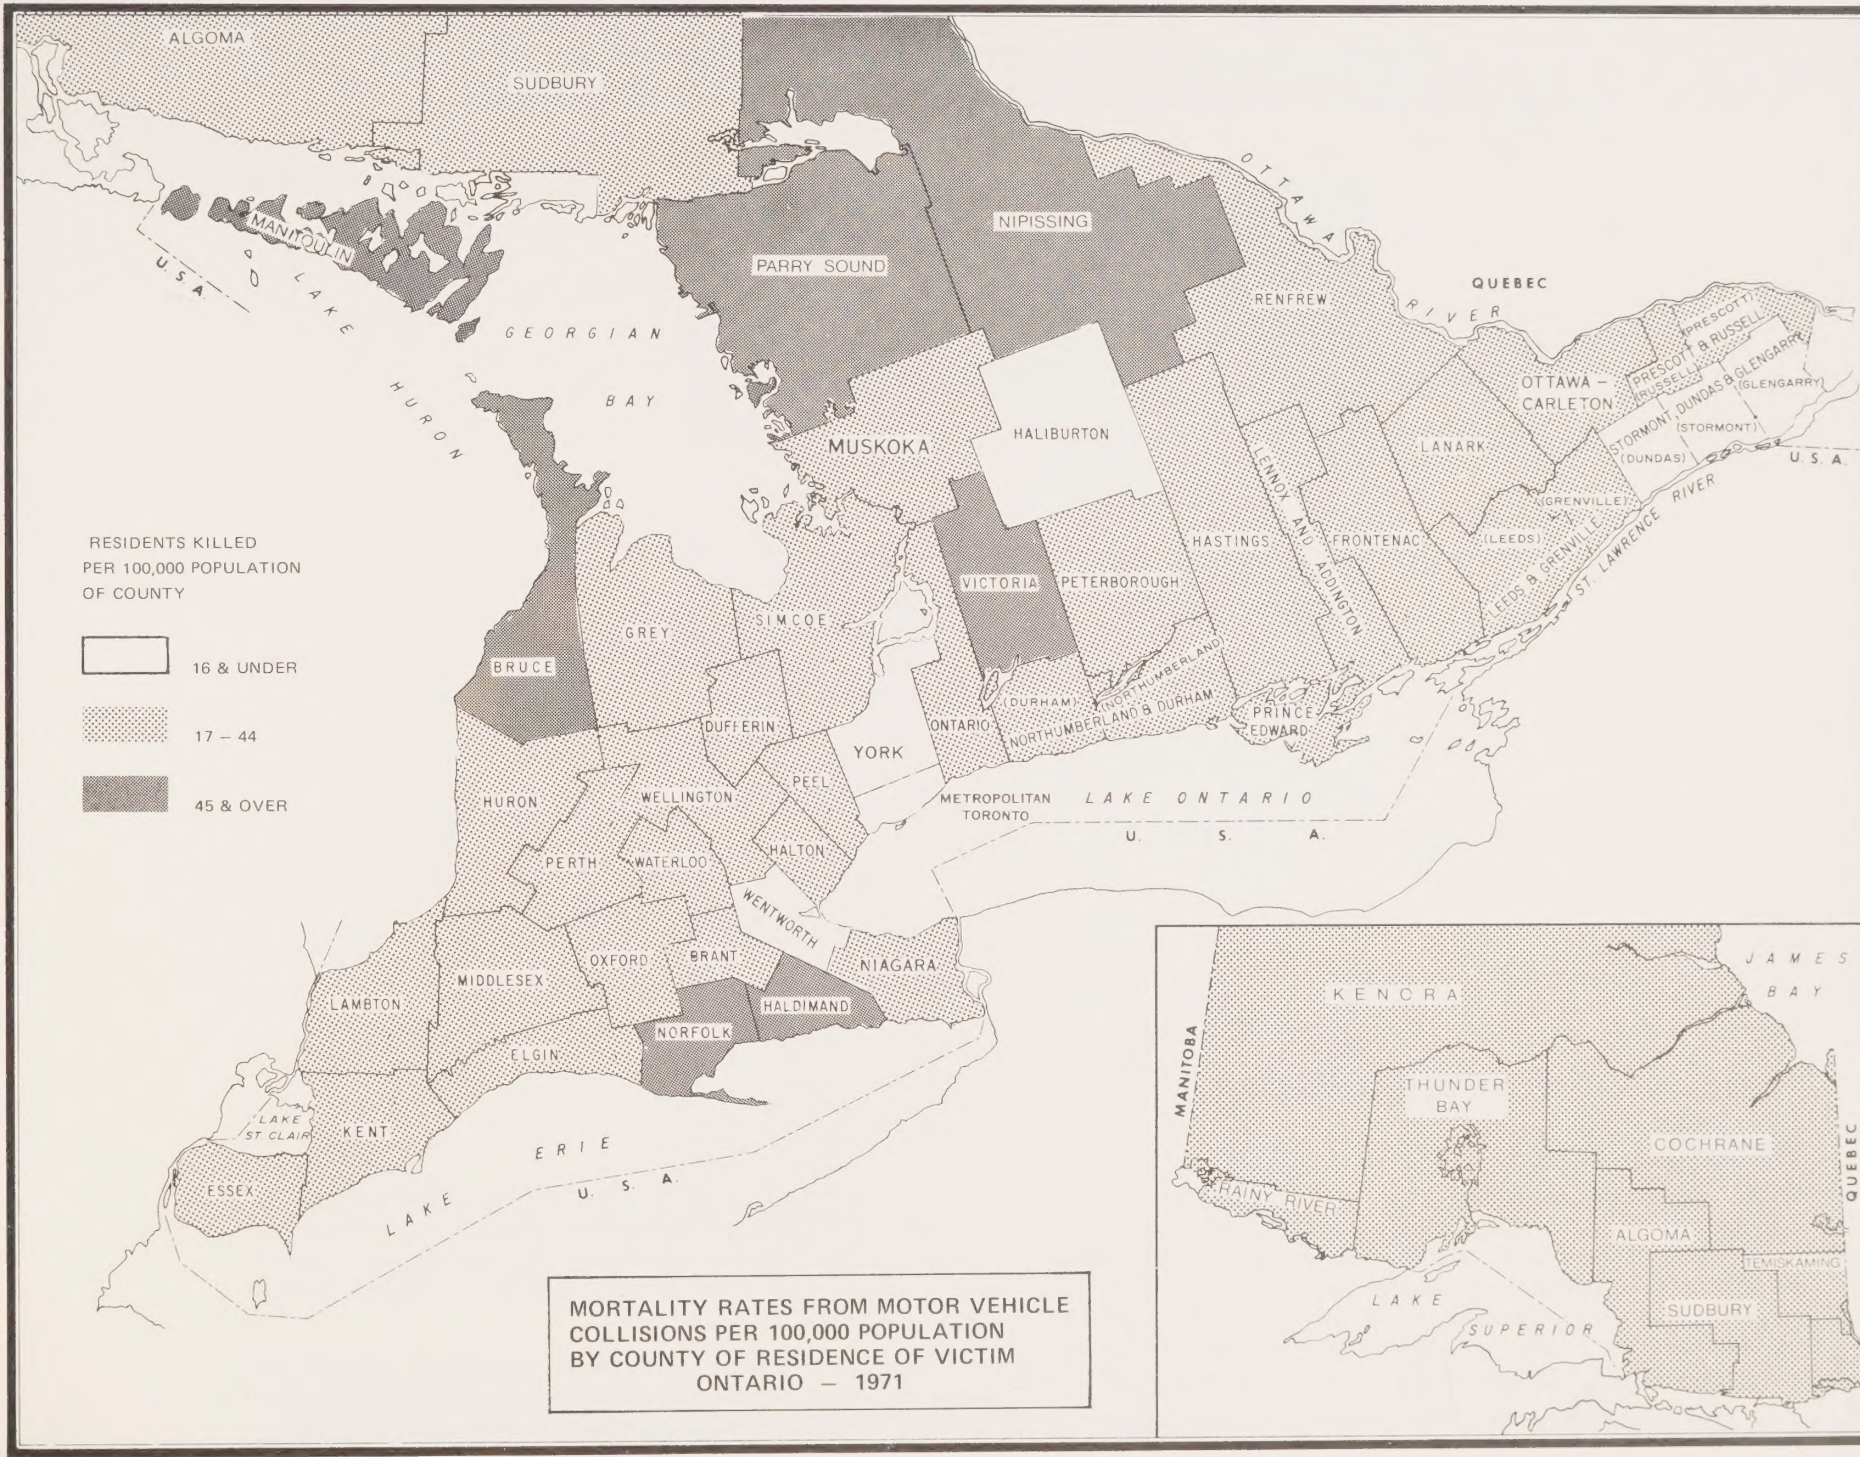 ALGOMA
SUDBURY
OTTAWA
RIVER
QUEBEC
MANITOULIN
U.S.A.
LAKE
HURON
GEORGIAN
BAY
PARRY SOUND
NIPISSING
RENFREW
(PRESCOTT)
PRESCOTT & RUSSELL
(RUSSELL)
OTTAWA –
CARLETON
STORMONT, DUNDAS & GLENGARRY
(GLENGARRY)
(STORMONT)
(DUNDAS)
U.S.A.
MUSKOKA
HALIBURTON
LANARK
LENNOX AND ADDINGTON
(GRENVILLE)
(LEEDS)
LEEDS & GRENVILLE
ST. LAWRENCE RIVER
HASTINGS
FRONTENAC
VICTORIA
PETERBOROUGH
RESIDENTS KILLED
PER 100,000 POPULATION
OF COUNTY
16 & UNDER
17 – 44
45 & OVER
SIMCOE
GREY
BRUCE
(DURHAM)
(NORTHUMBERLAND)
NORTHUMBERLAND & DURHAM
PRINCE
EDWARD
ONTARIO
DUFFERIN
YORK
PEEL
HURON
WELLINGTON
METROPOLITAN
TORONTO
LAKE ONTARIO
U. S. A.
PERTH
WATERLOO
HALTON
WENTWORTH
OXFORD
BRANT
NIAGARA
MIDDLESEX
LAMBTON
HALDIMAND
NORFOLK
ELGIN
LAKE
ST. CLAIR
KENT
ESSEX
LAKE
ERIE
U. S. A.
MORTALITY RATES FROM MOTOR VEHICLE
COLLISIONS PER 100,000 POPULATION
BY COUNTY OF RESIDENCE OF VICTIM
ONTARIO – 1971
JAMES
BAY
KENORA
MANITOBA
THUNDER
BAY
COCHRANE
QUEBEC
RAINY RIVER
ALGOMA
TEMISKAMING
SUDBURY
LAKE
SUPERIOR